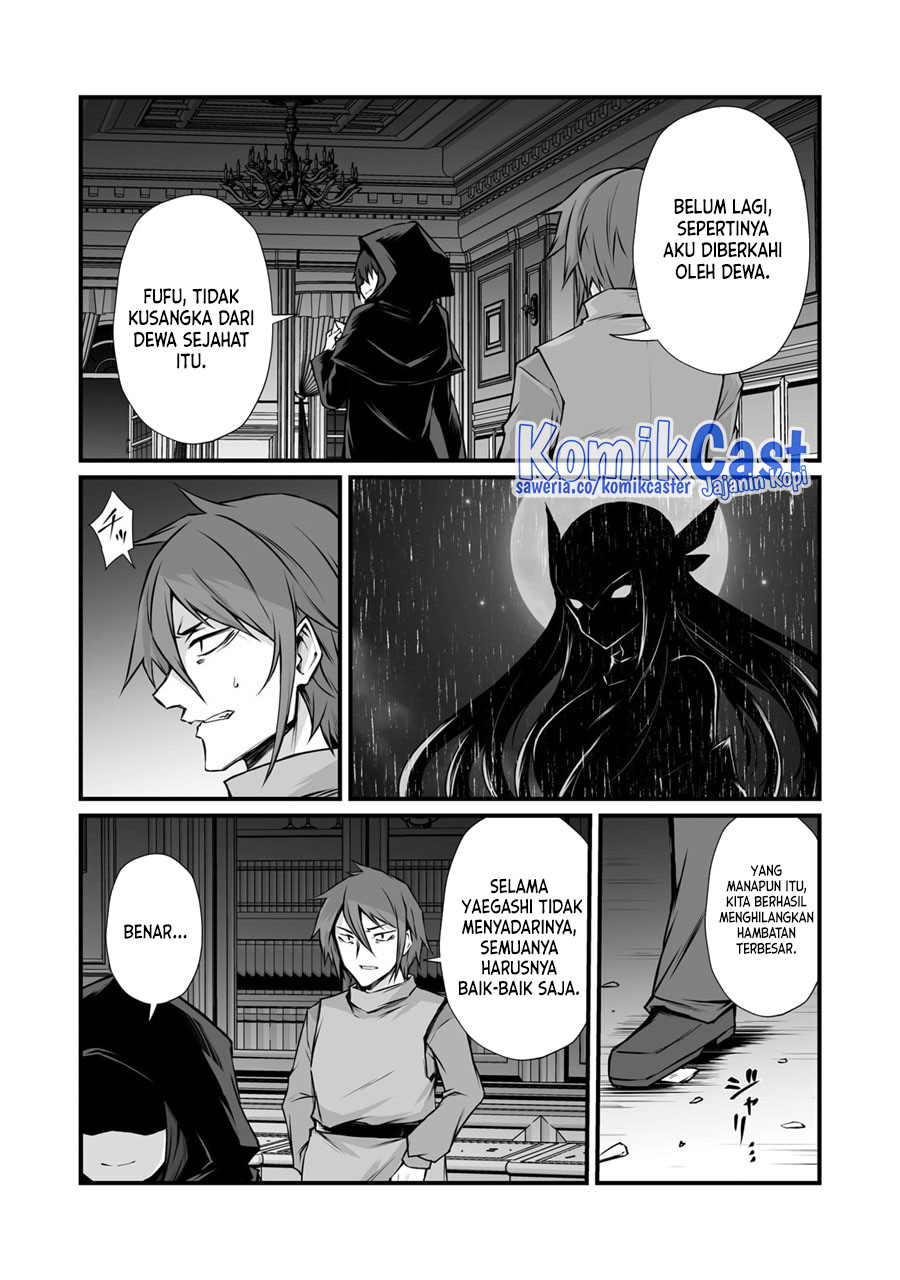 BELUM LAGI,
SEPERTINYA
AKU DIBERKAHI
OLEH DEWA.
FUFU, TIDAK
KUSANGKA DARI
DEWA SEJAHAT
ITU.
KomikCast
saweria.co/komikcaster Jajanin Kopi
チッ
YANG
MANAPUN ITU,
KITA BERHASIL
MENGHILANGKAN
HAMBATAN
TERBESAR.
ジャリ
SELAMA
YAEGASHI TIDAK
MENYADARINYA,
SEMUANYA
HARUSNYA
BAIK-BAIK SAJA.
BENAR...